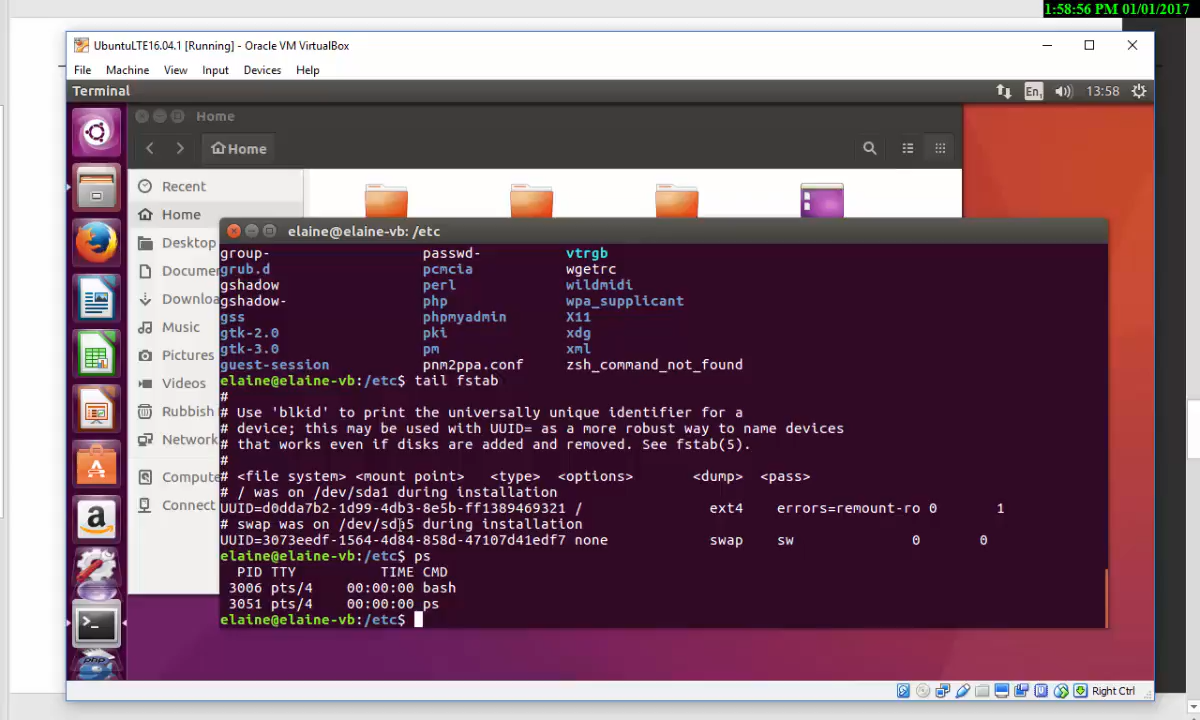 1:58:56 PM 01/01/2017
UbuntuLTE16.04.1 [Running] - Oracle VM VirtualBox
File Machine View Input Devices Help
Terminal En1 13:58
Home
Home
Recent
Home
Desktop
Docume
Downloa
Music
Pictures
Videos
Rubbish
Network
Compute
Connect
elaine@elaine-vb: /etc
group- passwd- vtrgb
grub.d pcmcia wgetrc
gshadow perl wildmidi
gshadow- php wpa_supplicant
gss phpmyadmin X11
gtk-2.0 pki xdg
gtk-3.0 pm xml
guest-session pnm2ppa.conf zsh_command_not_found
elaine@elaine-vb:/etc$ tail fstab
#
# Use 'blkid' to print the universally unique identifier for a
# device; this may be used with UUID= as a more robust way to name devices
# that works even if disks are added and removed. See fstab(5).
#
# <file system> <mount point> <type> <options> <dump> <pass>
# / was on /dev/sda1 during installation
UUID=d0dda7b2-1d99-4db3-8e5b-ff1389469321 / ext4 errors=remount-ro 0 1
# swap was on /dev/sda5 during installation
UUID=3073eedf-1564-4d84-858d-47107d41edf7 none swap sw 0 0
elaine@elaine-vb:/etc$ ps
PID TTY TIME CMD
3006 pts/4 00:00:00 bash
3051 pts/4 00:00:00 ps
elaine@elaine-vb:/etc$
php
Right Ctrl